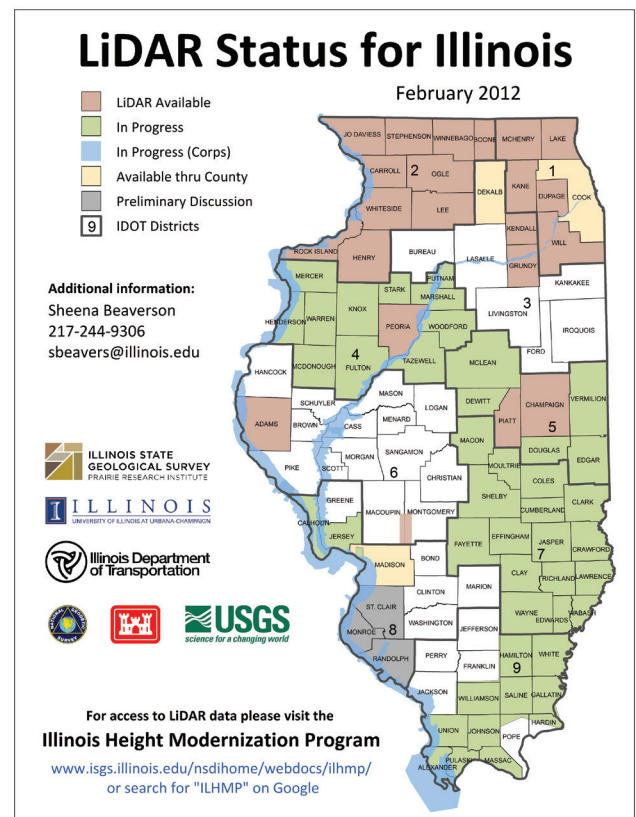 LiDAR Status for Illinois
February 2012
LiDAR Available
In Progress
In Progress (Corps)
Available thru County
Preliminary Discussion
9 IDOT Districts
Additional information:
Sheena Beaverson
217-244-9306
sbeavers@illinois.edu
JO DAVIESS STEPHENSON WINNEBAGO BOONE MCHENRY LAKE
CARROLL 2 OGLE DEKALB KANE 1 DUPAGE COOK
WHITESIDE LEE KENDALL WILL
ROCK ISLAND HENRY BUREAU LASALLE GRUNDY
MERCER STARK PUTNAM KANKAKEE
HENDERSON WARREN KNOX MARSHALL LIVINGSTON 3 IROQUOIS
PEORIA WOODFORD FORD
MCDONOUGH 4 FULTON TAZEWELL MCLEAN
HANCOCK SCHUYLER MASON LOGAN DEWITT PIATT CHAMPAIGN VERMILION
ADAMS BROWN CASS MENARD MACON 5
PIKE SCOTT MORGAN SANGAMON 6 CHRISTIAN MOULTRIE DOUGLAS EDGAR
GREENE MACOUPIN MONTGOMERY SHELBY COLES CUMBERLAND CLARK
CALHOUN JERSEY FAYETTE EFFINGHAM JASPER 7 CRAWFORD
MADISON BOND CLAY RICHLAND LAWRENCE
ST. CLAIR CLINTON MARION WAYNE EDWARDS WABASH
MONROE 8 WASHINGTON JEFFERSON
RANDOLPH PERRY FRANKLIN HAMILTON 9 WHITE
JACKSON WILLIAMSON SALINE GALLATIN
UNION JOHNSON POPE HARDIN
ALEXANDER PULASKI MASSAC
ILLINOIS STATE
GEOLOGICAL SURVEY
PRAIRIE RESEARCH INSTITUTE
I ILLINOIS
UNIVERSITY OF ILLINOIS AT URBANA-CHAMPAIGN
Illinois Department
of Transportation
USGS
science for a changing world
For access to LiDAR data please visit the
Illinois Height Modernization Program
www.isgs.illinois.edu/nsdihome/webdocs/ilhmp/
or search for "ILHMP" on Google